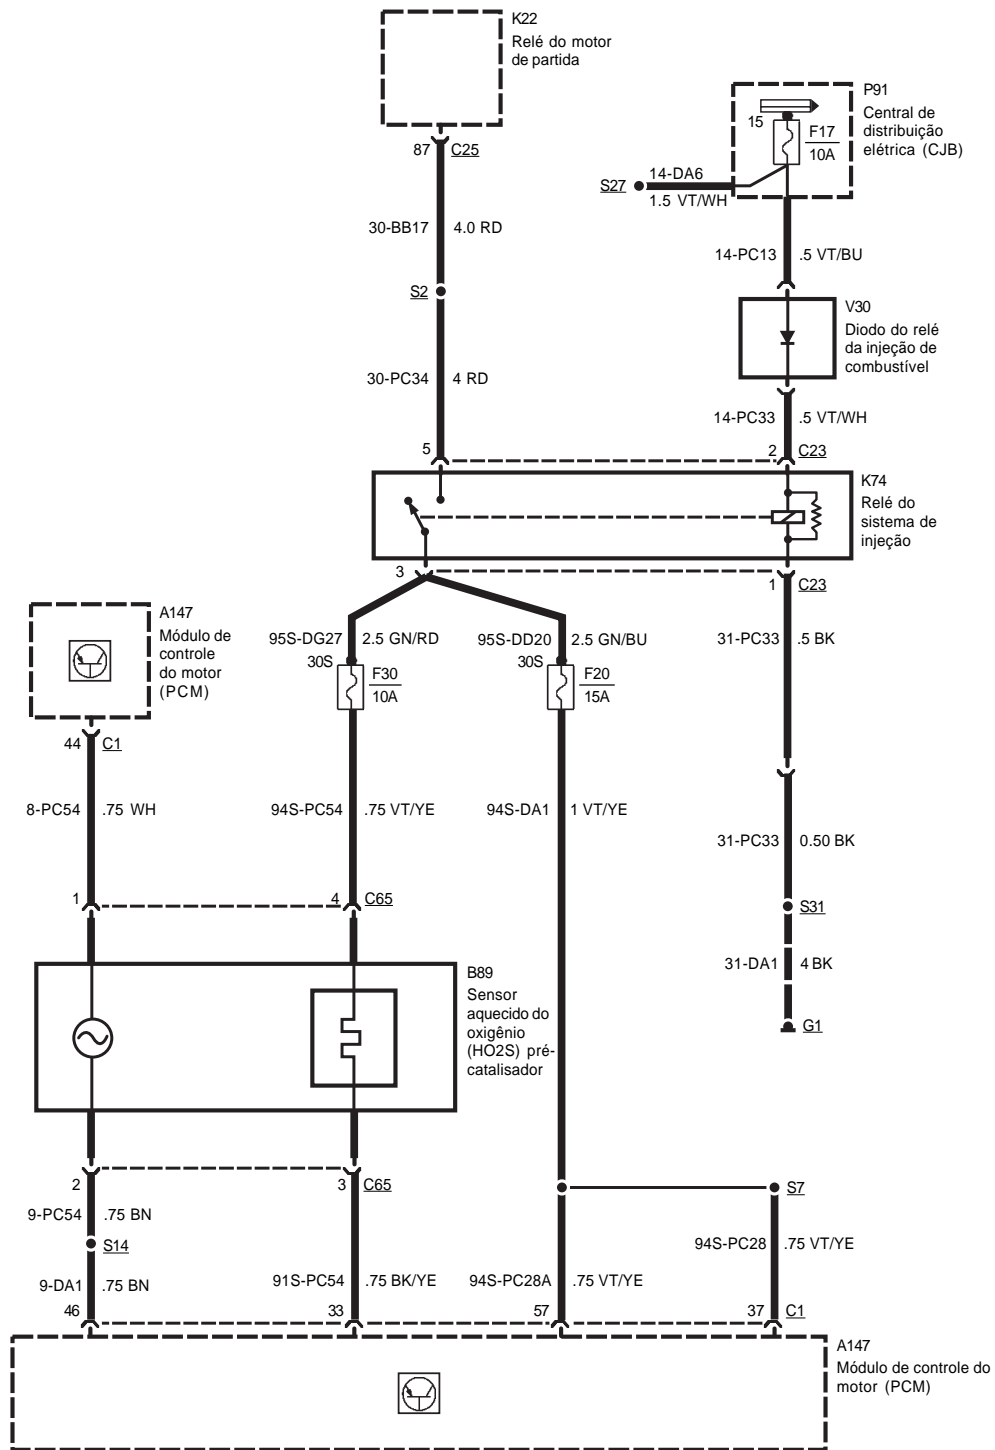 K22
Relé do motor
de partida
P91
Central de
distribuição
elétrica (CJB)
15
F17
10A
87 C25
14-DA6
S27
1.5 VT/WH
30-BB17 4.0 RD
14-PC13 .5 VT/BU
S2
V30
Diodo do relé
da injeção de
combustível
30-PC34 4 RD
14-PC33 .5 VT/WH
5
2 C23
K74
Relé do
sistema de
injeção
3
1 C23
A147
Módulo de
controle
do motor
(PCM)
95S-DG27 2.5 GN/RD
95S-DD20 2.5 GN/BU
31-PC33 .5 BK
30S
F30
10A
30S
F20
15A
44 C1
8-PC54 .75 WH
94S-PC54 .75 VT/YE
94S-DA1 1 VT/YE
31-PC33 0.50 BK
1
4 C65
S31
31-DA1 4 BK
B89
Sensor
aquecido do
oxigênio
(HO2S) pré-
catalisador
G1
2
3 C65
S7
9-PC54 .75 BN
S14
94S-PC28 .75 VT/YE
9-DA1 .75 BN
91S-PC54 .75 BK/YE
94S-PC28A .75 VT/YE
46
33
57
37 C1
A147
Módulo de controle do
motor (PCM)